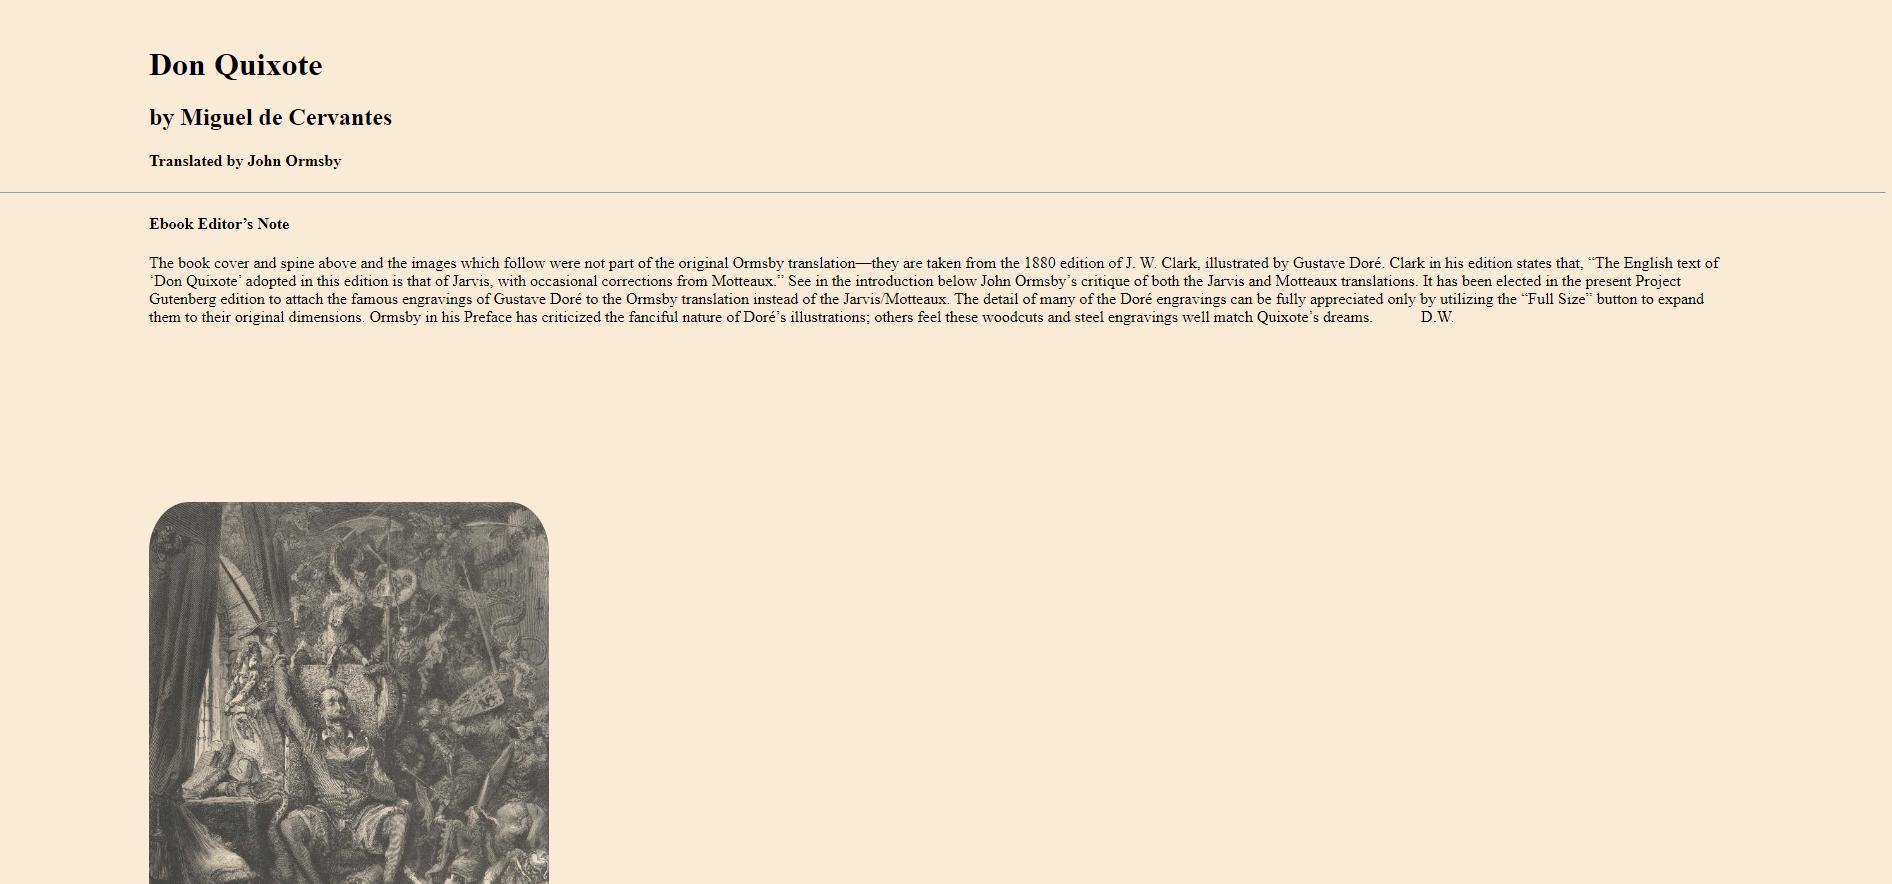 Don Quixote
by Miguel de Cervantes
Translated by John Ormsby
Ebook Editor’s Note
The book cover and spine above and the images which follow were not part of the original Ormsby translation—they are taken from the 1880 edition of J. W. Clark, illustrated by Gustave Doré. Clark in his edition states that, “The English text of
‘Don Quixote’ adopted in this edition is that of Jarvis, with occasional corrections from Motteaux.” See in the introduction below John Ormsby’s critique of both the Jarvis and Motteaux translations. It has been elected in the present Project
Gutenberg edition to attach the famous engravings of Gustave Doré to the Ormsby translation instead of the Jarvis/Motteaux. The detail of many of the Doré engravings can be fully appreciated only by utilizing the “Full Size” button to expand
them to their original dimensions. Ormsby in his Preface has criticized the fanciful nature of Doré’s illustrations; others feel these woodcuts and steel engravings well match Quixote’s dreams. D.W.